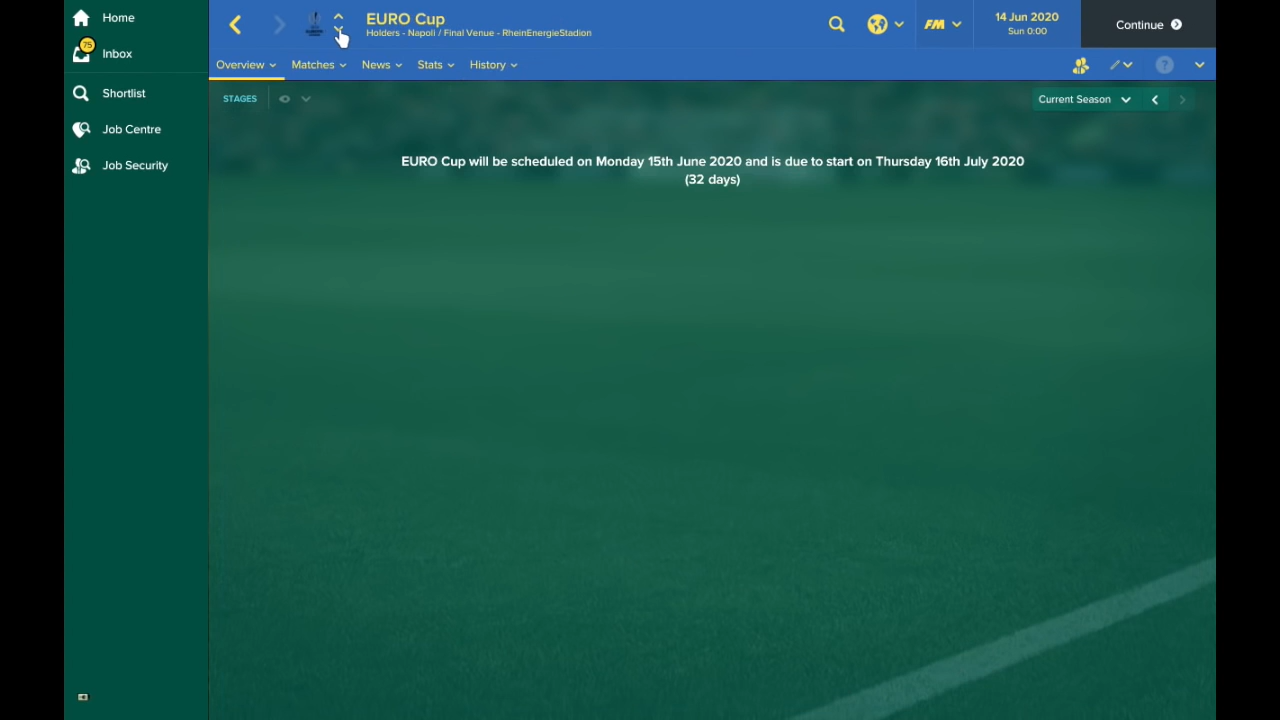 Home
75
Inbox
Shortlist
Job Centre
Job Security
EURO Cup
Holders - Napoli / Final Venue - RheinEnergieStadion
FM
14 Jun 2020
Sun 0:00
Continue
Overview
Matches
News
Stats
History
?
STAGES
Current Season
EURO Cup will be scheduled on Monday 15th June 2020 and is due to start on Thursday 16th July 2020
(32 days)